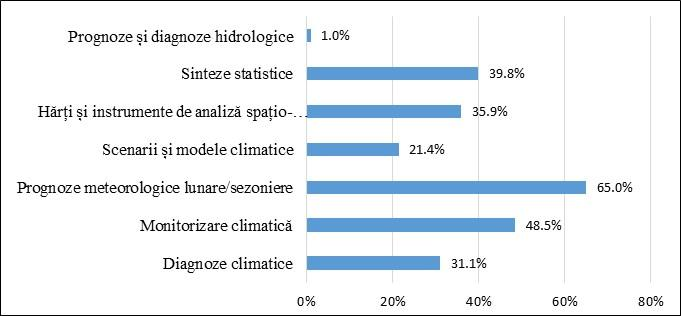 Prognoze și diagnoze hidrologice 1.0%
Sinteze statistice 39.8%
Hărți și instrumente de analiză spațio-… 35.9%
Scenarii și modele climatice 21.4%
Prognoze meteorologice lunare/sezoniere 65.0%
Monitorizare climatică 48.5%
Diagnoze climatice 31.1%
0% 20% 40% 60% 80%